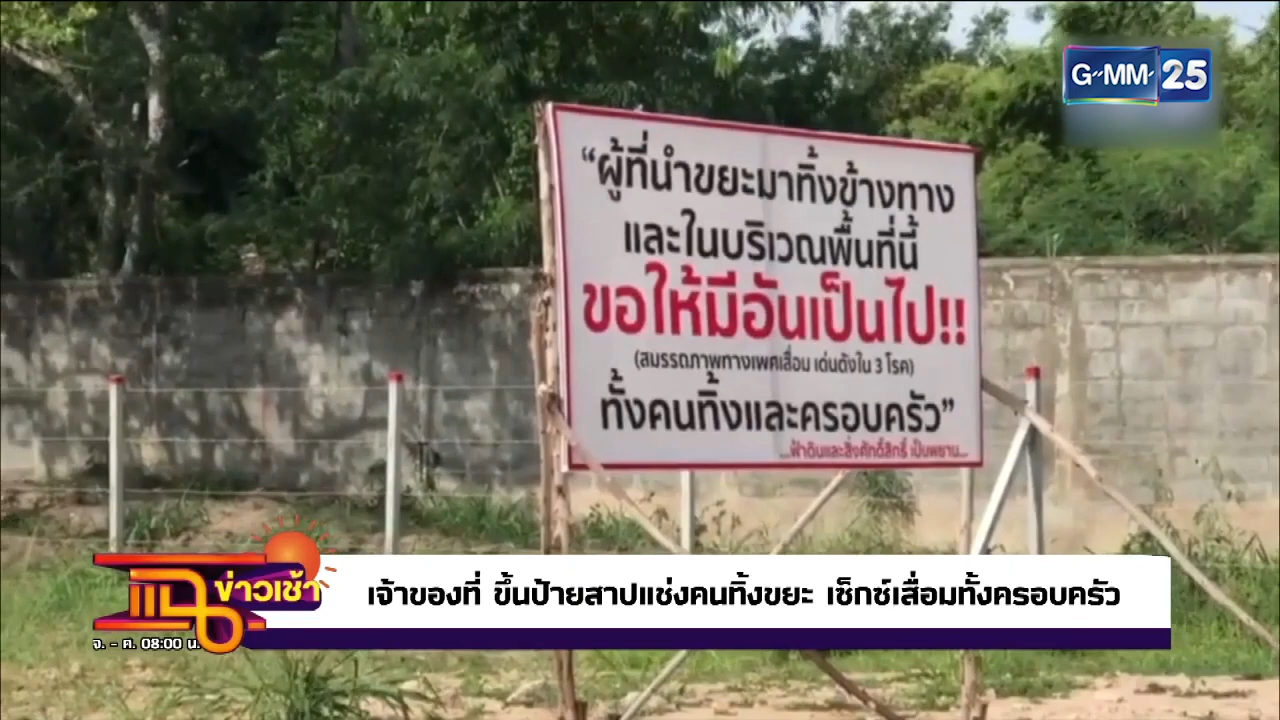 G-MM-25
“ผู้ที่นำขยะมาทิ้งข้างทาง
และในบริเวณพื้นที่นี้
ขอให้มีอันเป็นไป!!
(สมรรถภาพทางเพศเสื่อม เด่นดังใน 3 โรค)
ทั้งคนทิ้งและครอบครัว”
...ฟ้าดินและสิ่งศักดิ์สิทธิ์ เป็นพยาน...
แฉ ข่าวเช้า
จ. - ศ. 08:00 น.
เจ้าของที่ ขึ้นป้ายสาปแช่งคนทิ้งขยะ เซ็กซ์เสื่อมทั้งครอบครัว